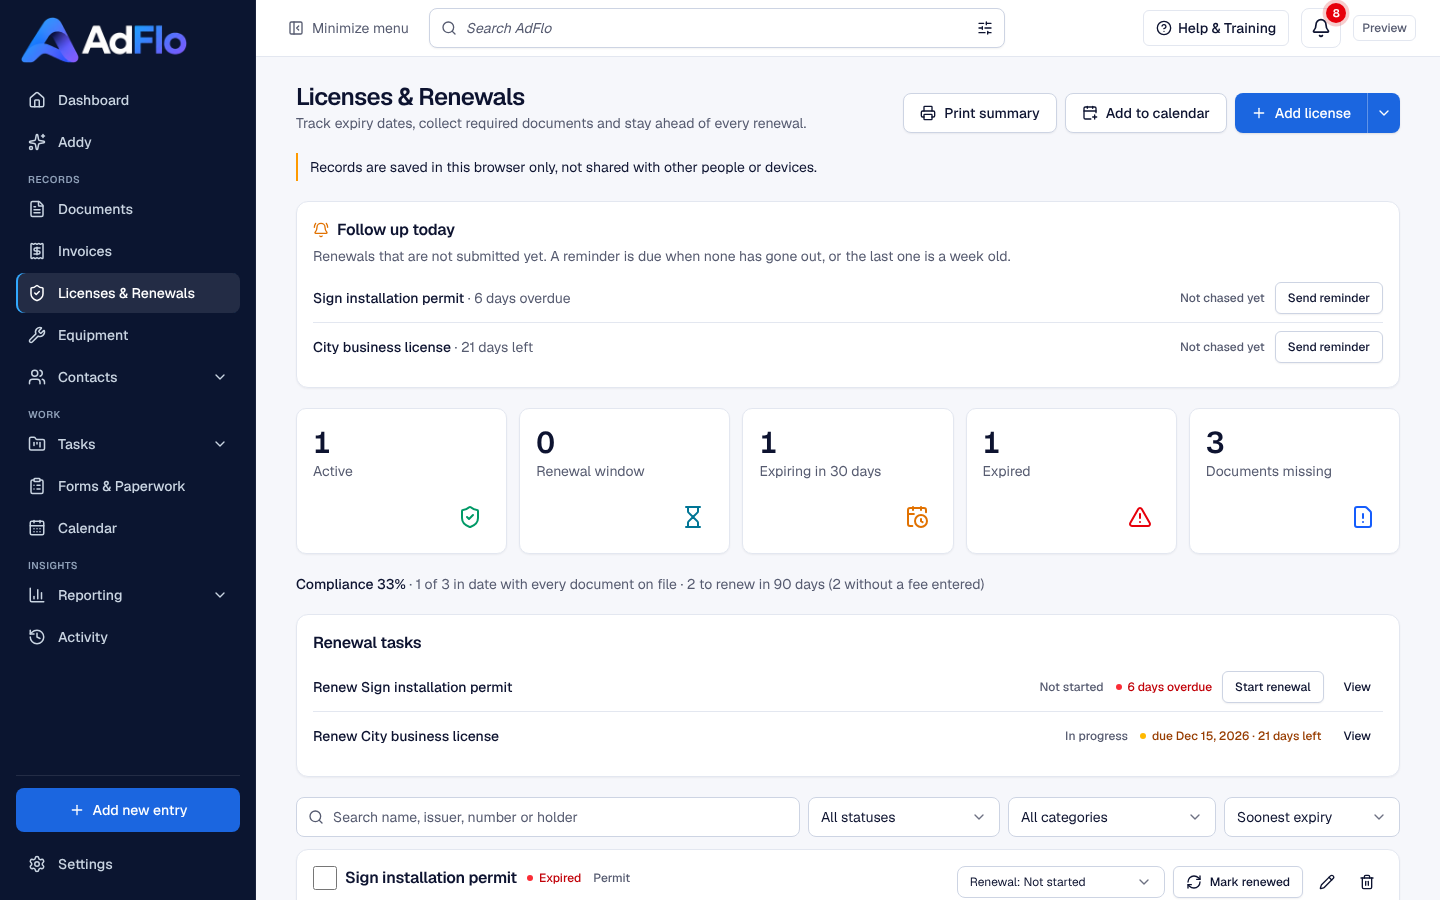 AdFlo
Minimize menu
Search AdFlo
Help & Training
8
Preview
Dashboard
Addy
RECORDS
Documents
Invoices
Licenses & Renewals
Equipment
Contacts
WORK
Tasks
Forms & Paperwork
Calendar
INSIGHTS
Reporting
Activity
Add new entry
Settings
Licenses & Renewals
Track expiry dates, collect required documents and stay ahead of every renewal.
Print summary
Add to calendar
Add license
Records are saved in this browser only, not shared with other people or devices.
Follow up today
Renewals that are not submitted yet. A reminder is due when none has gone out, or the last one is a week old.
Sign installation permit · 6 days overdue
Not chased yet
Send reminder
City business license · 21 days left
Not chased yet
Send reminder
1
Active
0
Renewal window
1
Expiring in 30 days
1
Expired
3
Documents missing
Compliance 33% · 1 of 3 in date with every document on file · 2 to renew in 90 days (2 without a fee entered)
Renewal tasks
Renew Sign installation permit
Not started
6 days overdue
Start renewal
View
Renew City business license
In progress
due Dec 15, 2026 · 21 days left
View
Search name, issuer, number or holder
All statuses
All categories
Soonest expiry
Sign installation permit
Expired
Permit
Renewal: Not started
Mark renewed